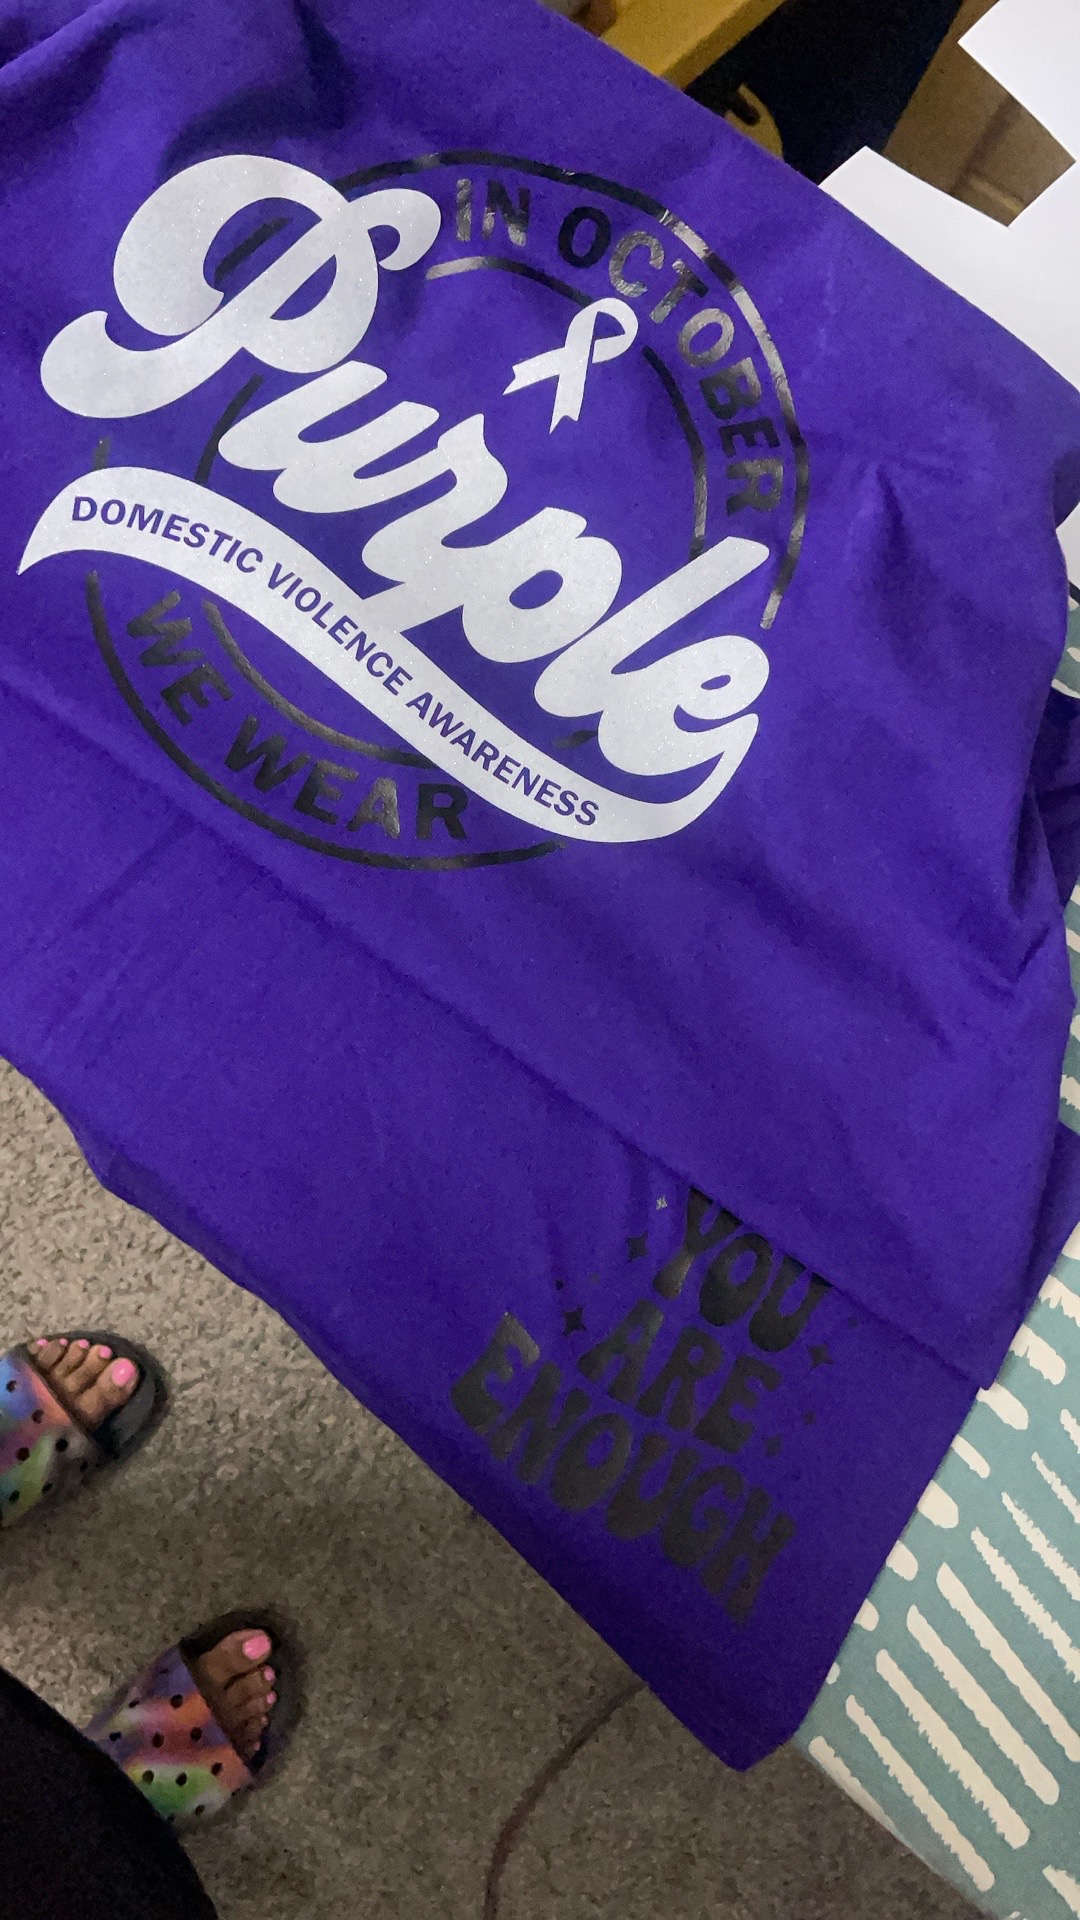 IN OCTOBER
Purple
DOMESTIC VIOLENCE AWARENESS
WE WEAR
YOU
ARE
ENOUGH